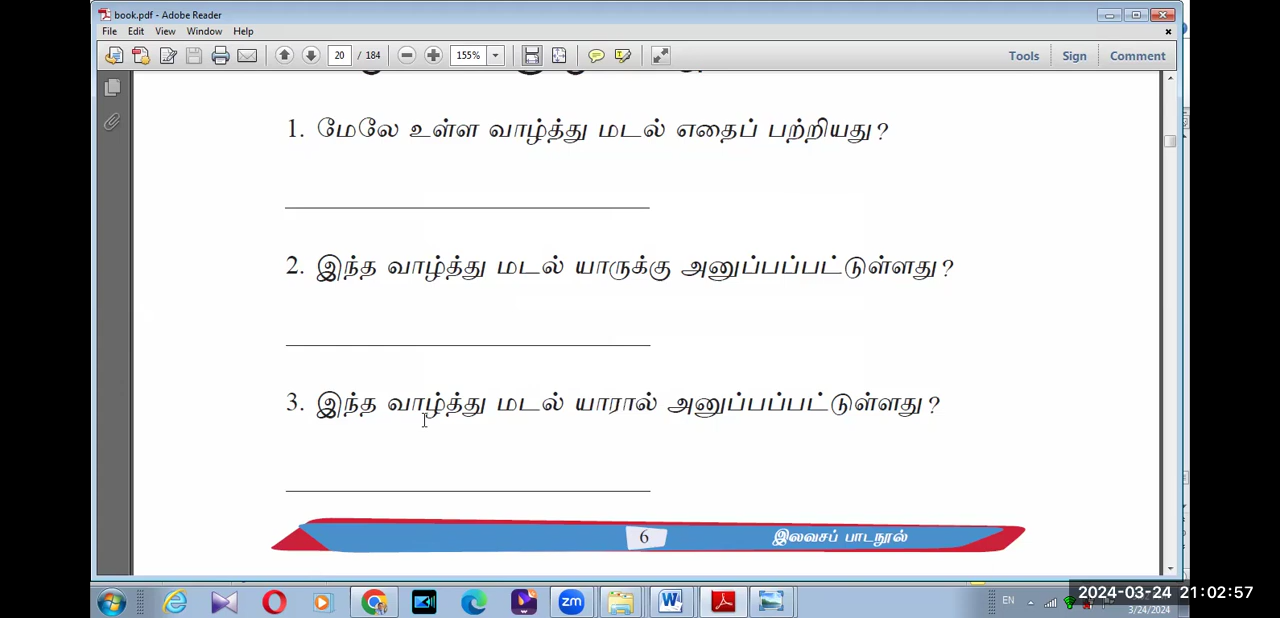 book.pdf - Adobe Reader
File Edit View Window Help
20 / 184 155% Tools Sign Comment
1. மேலே உள்ள வாழ்த்து மடல் எதைப் பற்றியது?
2. இந்த வாழ்த்து மடல் யாருக்கு அனுப்பப்பட்டுள்ளது?
3. இந்த வாழ்த்து மடல் யாரால் அனுப்பப்பட்டுள்ளது?
6 இலவசப் பாடநூல்
EN 2024-03-24 21:02:57
3/24/2024